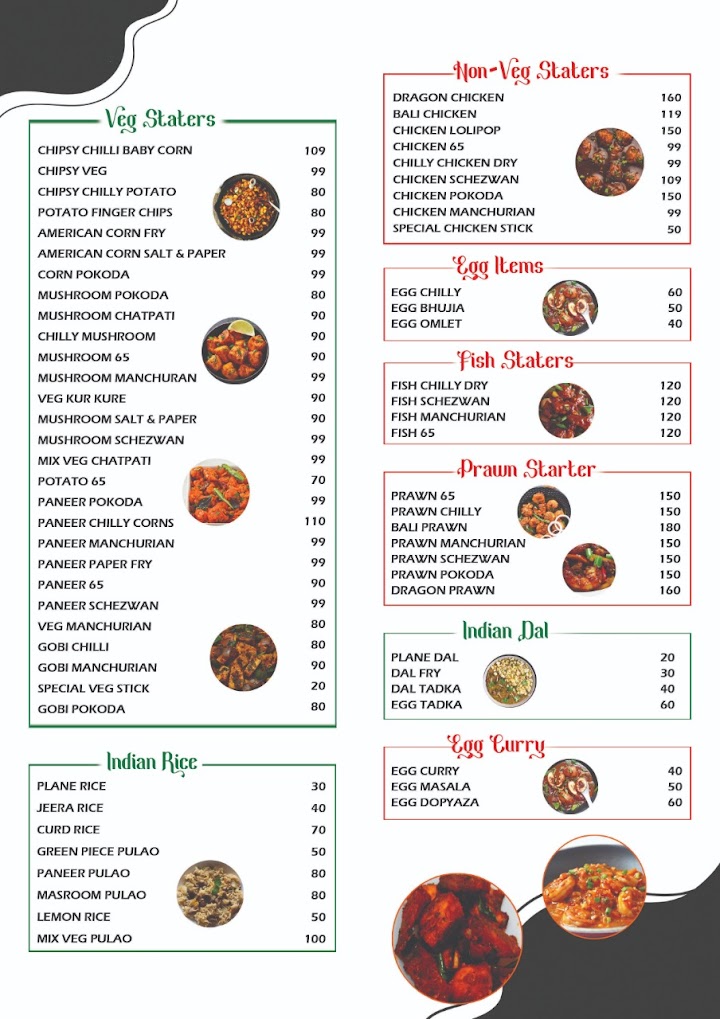 Veg Staters
CHIPSY CHILLI BABY CORN 109
CHIPSY VEG 99
CHIPSY CHILLY POTATO 80
POTATO FINGER CHIPS 80
AMERICAN CORN FRY 99
AMERICAN CORN SALT & PAPER 99
CORN POKODA 99
MUSHROOM POKODA 80
MUSHROOM CHATPATI 90
CHILLY MUSHROOM 90
MUSHROOM 65 90
MUSHROOM MANCHURAN 99
VEG KUR KURE 90
MUSHROOM SALT & PAPER 90
MUSHROOM SCHEZWAN 99
MIX VEG CHATPATI 99
POTATO 65 70
PANEER POKODA 99
PANEER CHILLY CORNS 110
PANEER MANCHURIAN 99
PANEER PAPER FRY 99
PANEER 65 90
PANEER SCHEZWAN 99
VEG MANCHURIAN 80
GOBI CHILLI 80
GOBI MANCHURIAN 90
SPECIAL VEG STICK 20
GOBI POKODA 80
Indian Rice
PLANE RICE 30
JEERA RICE 40
CURD RICE 70
GREEN PIECE PULAO 50
PANEER PULAO 80
MASROOM PULAO 80
LEMON RICE 50
MIX VEG PULAO 100
Non-Veg Staters
DRAGON CHICKEN 160
BALI CHICKEN 119
CHICKEN LOLIPOP 150
CHICKEN 65 99
CHILLY CHICKEN DRY 99
CHICKEN SCHEZWAN 109
CHICKEN POKODA 150
CHICKEN MANCHURIAN 99
SPECIAL CHICKEN STICK 50
Egg Items
EGG CHILLY 60
EGG BHUJIA 50
EGG OMLET 40
Fish Staters
FISH CHILLY DRY 120
FISH SCHEZWAN 120
FISH MANCHURIAN 120
FISH 65 120
Prawn Starter
PRAWN 65 150
PRAWN CHILLY 150
BALI PRAWN 180
PRAWN MANCHURIAN 150
PRAWN SCHEZWAN 150
PRAWN POKODA 150
DRAGON PRAWN 160
Indian Dal
PLANE DAL 20
DAL FRY 30
DAL TADKA 40
EGG TADKA 60
Egg Curry
EGG CURRY 40
EGG MASALA 50
EGG DOPYAZA 60